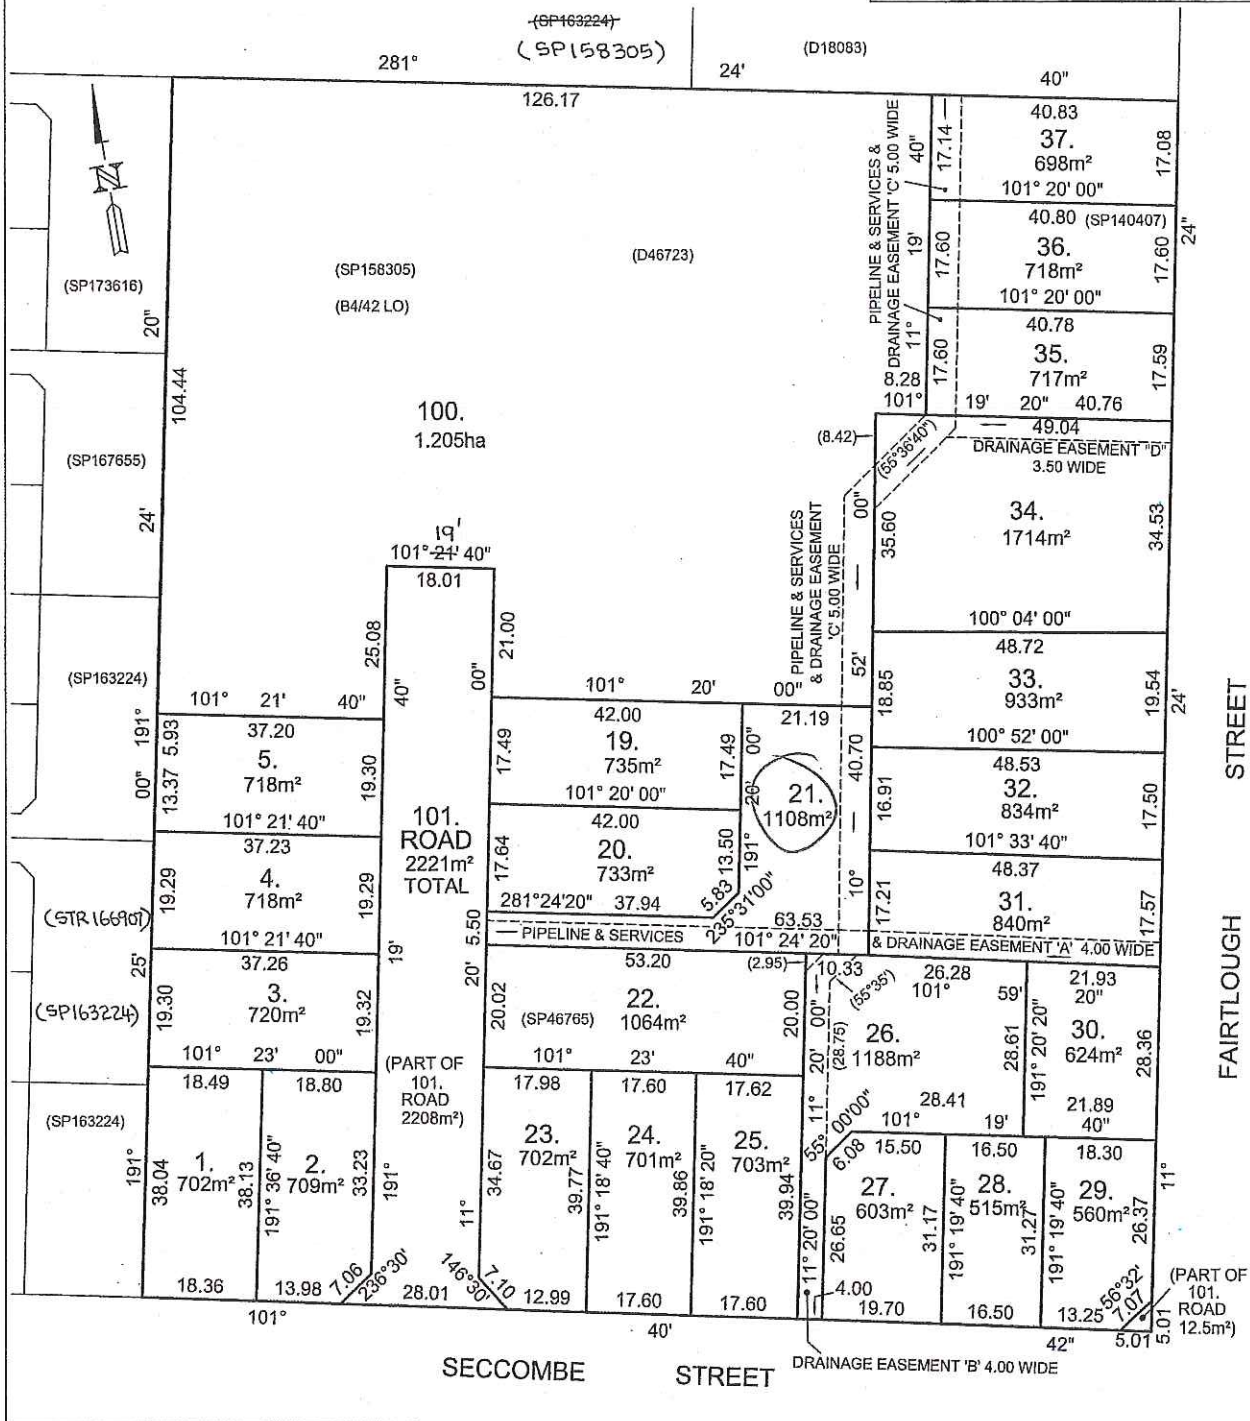 (SP163224)
(SP158305)
(D18083)
281°
24'
40"
126.17
N
(SP173616)
(SP158305)
(B4/42 LO)
(D46723)
PIPELINE & SERVICES &
DRAINAGE EASEMENT 'C' 5.00 WIDE
40"
17.14
40.83
37.
698m²
101° 20' 00"
17.08
40.80 (SP140407)
36.
718m²
101° 20' 00"
19'
17.60
17.60
24"
40.78
35.
717m²
11°
17.60
17.59
8.28
101° 19' 20" 40.76
20"
104.44
(SP167655)
24'
100.
1.205ha
(8.42)
(55°36'40")
49.04
DRAINAGE EASEMENT "D"
3.50 WIDE
34.
1714m²
00"
35.60
34.53
100° 04' 00"
PIPELINE & SERVICES
& DRAINAGE EASEMENT
'C' 5.00 WIDE
19'
101° 21' 40"
18.01
25.08
21.00
40"
00"
52'
(SP163224)
48.72
33.
933m²
18.85
19.54
24'
100° 52' 00"
101° 21' 40"
101° 20' 00"
191°
5.93
37.20
5.
718m²
19.30
00"
13.37
101° 21' 40"
42.00
19.
735m²
17.49
17.49
101° 20' 00"
21.19
00"
20'
191°
21.
1108m²
40.70
10°
48.53
32.
834m²
16.91
17.50
101° 33' 40"
37.23
4.
718m²
19.29
19.29
101° 21' 40"
101.
ROAD
2221m²
TOTAL
42.00
20.
733m²
17.64
13.50
5.83
235°31'00"
281°24'20" 37.94
48.37
31.
840m²
17.21
17.57
(STR 166907)
25'
19'
5.50
63.53
PIPELINE & SERVICES
101° 24' 20"
& DRAINAGE EASEMENT 'A' 4.00 WIDE
37.26
3.
720m²
19.30
19.32
(SP163224)
20'
53.20
(2.95)
22.
(SP46765)
1064m²
20.02
20.00
10.33
(55°35')
(28.75)
26.28
101° 59' 20"
26.
1188m²
28.61
191° 20' 20"
21.93
30.
624m²
28.36
101° 23' 00"
(PART OF
101.
ROAD
2208m²)
101° 23' 40"
00"
20'
11°
28.41
101° 19' 40"
21.89
(SP163224)
191°
18.49
1.
702m²
38.04
38.13
191° 36' 40"
18.80
2.
709m²
33.23
191°
11°
17.98
23.
702m²
34.67
39.77
191° 18' 40"
17.60
24.
701m²
39.86
191° 18' 20"
17.62
25.
703m²
39.94
11° 20' 00"
55° 00'00"
6.08
15.50
27.
603m²
26.65
31.17
191° 19' 40"
16.50
28.
515m²
31.27
191° 19' 40"
18.30
29.
560m²
26.37
11°
18.36
13.98
7.06
236°30'
28.01
146°30'
7.10
12.99
17.60
17.60
4.00
19.70
16.50
13.25
56°32'
7.07
5.01
5.01
(PART OF
101.
ROAD
12.5m²)
101°
40'
42"
SECCOMBE STREET
DRAINAGE EASEMENT 'B' 4.00 WIDE
FAIRTLOUGH STREET